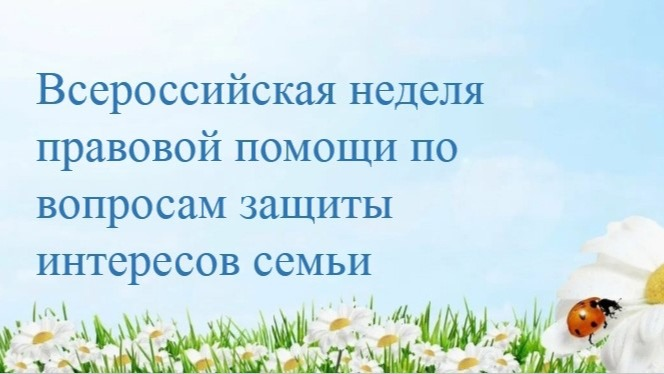 Всероссийская неделя
правовой помощи по
вопросам защиты
интересов семьи